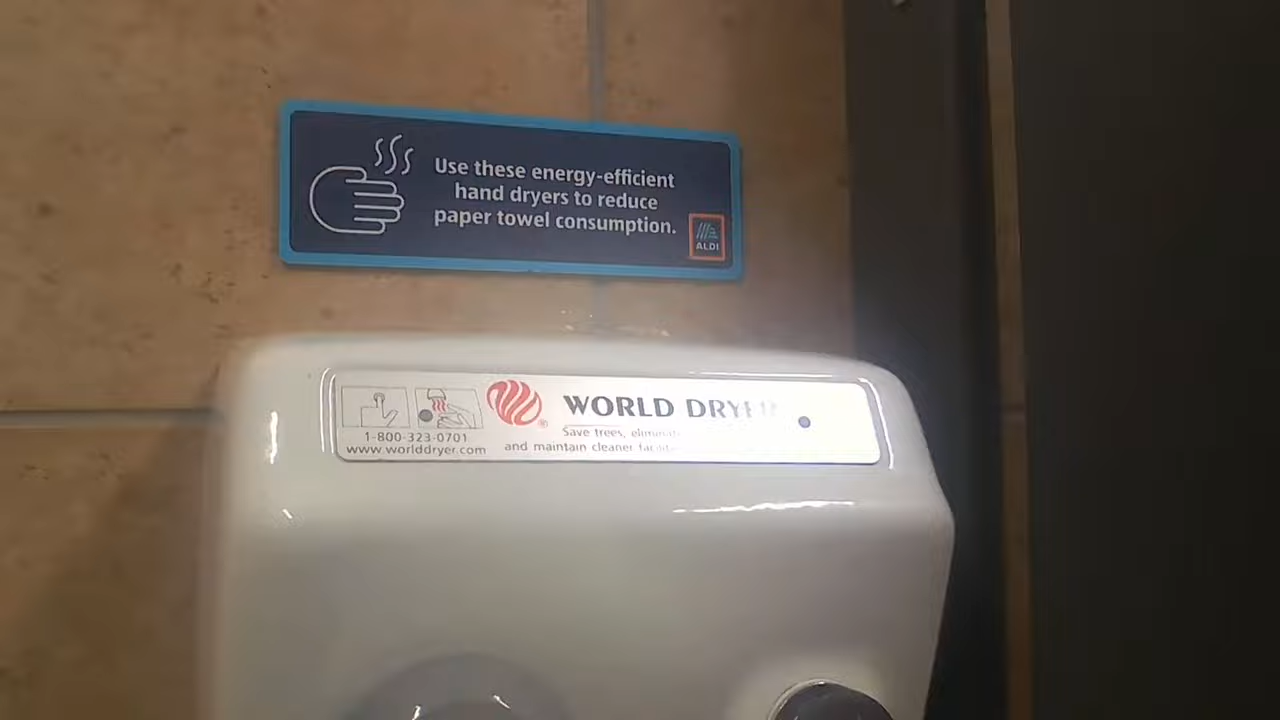 Use these energy-efficient
hand dryers to reduce
paper towel consumption.
ALDI
WORLD DRYER
Save trees,
and maintain cleaner
1-800-323-0701
www.worlddryer.com